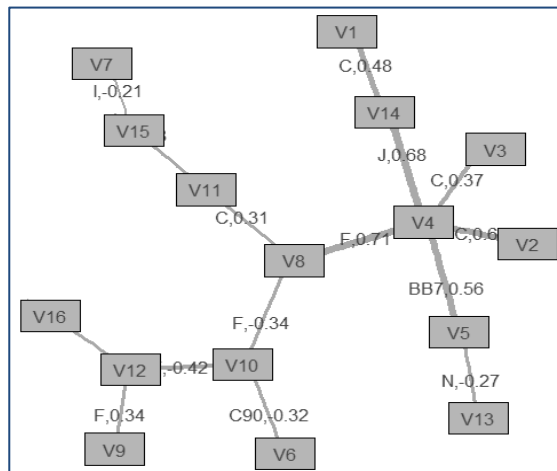 V1
V7
C,0.48
I,-0.21
V14
V15
J,0.68
V3
C,0.37
V11
C,0.31
V4
F,0.71
C,0.6
V2
V8
BB7,0.56
V16
F,-0.34
V5
V12
,-0.42
V10
N,-0.27
F,0.34
C90,-0.32
V13
V9
V6